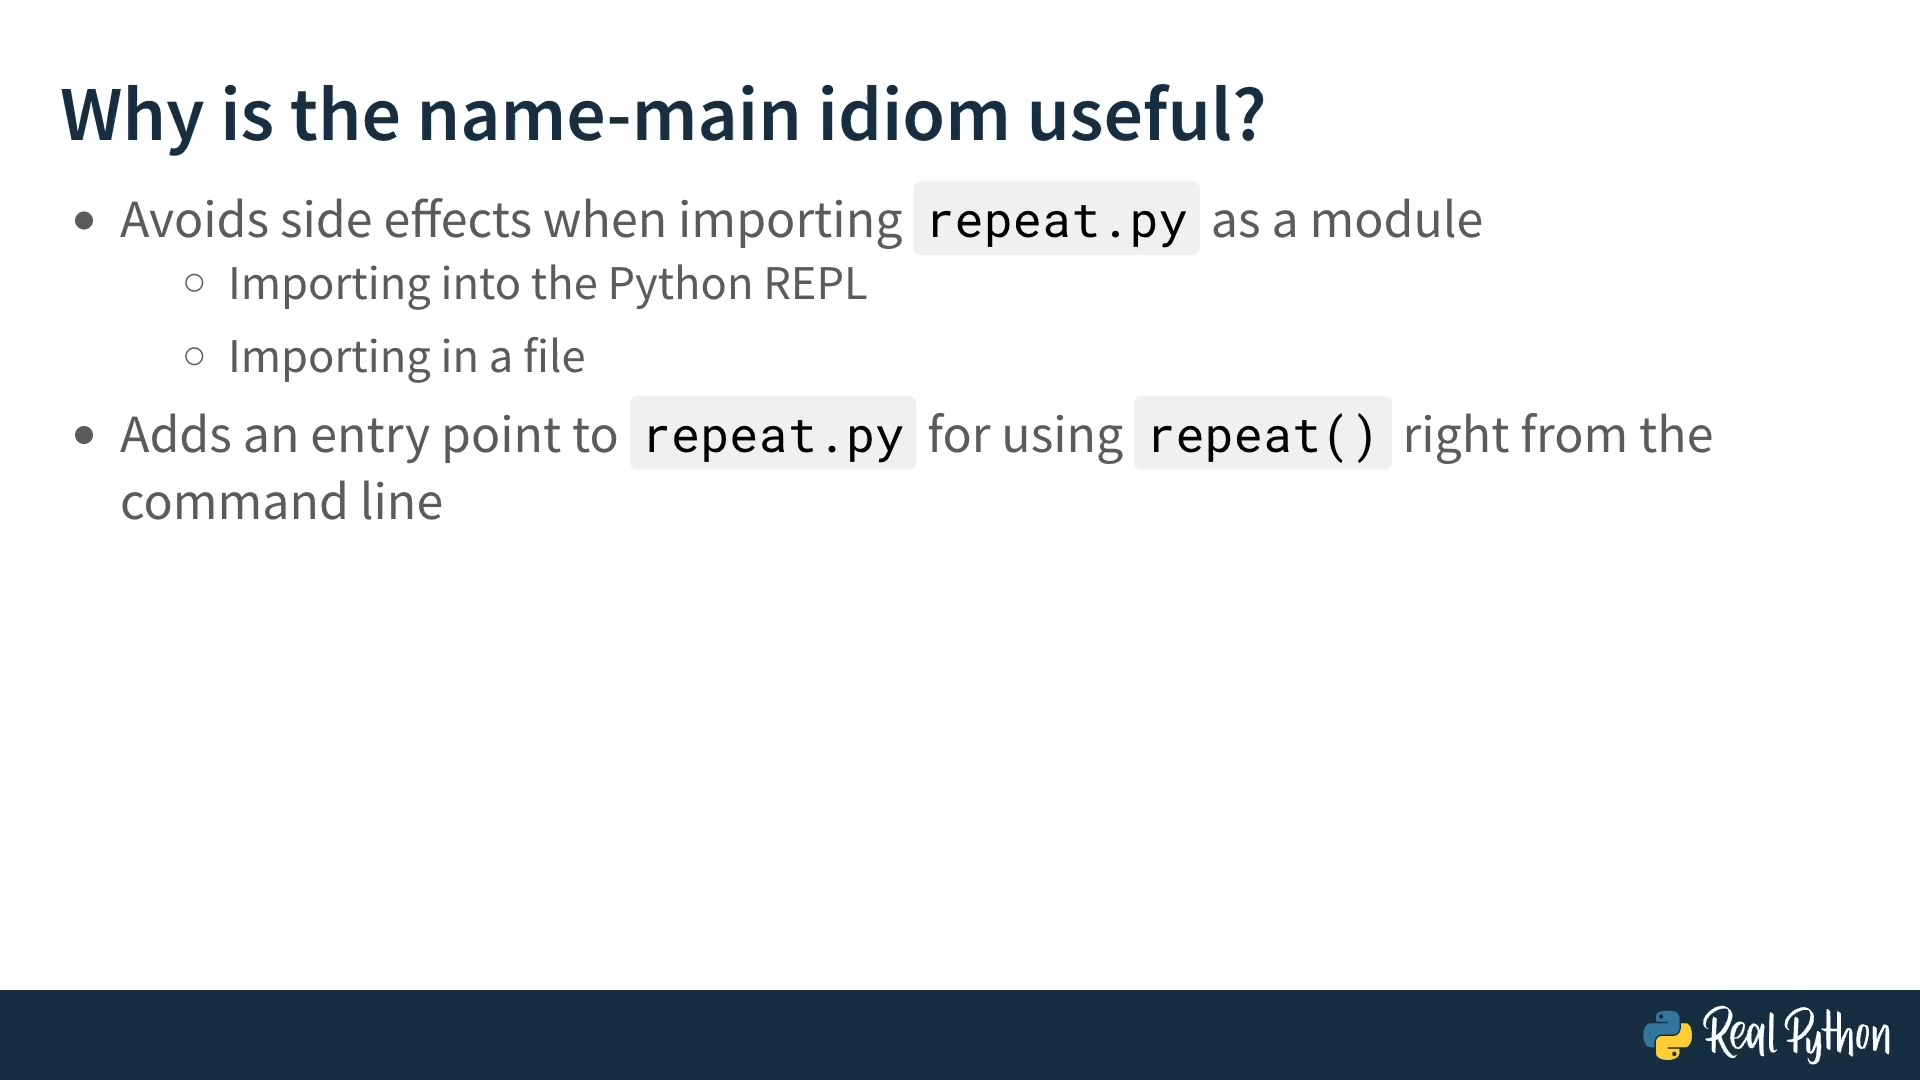 Why is the name-main idiom useful?
• Avoids side effects when importing repeat.py as a module
○ Importing into the Python REPL
○ Importing in a file
• Adds an entry point to repeat.py for using repeat() right from the
command line
Real Python